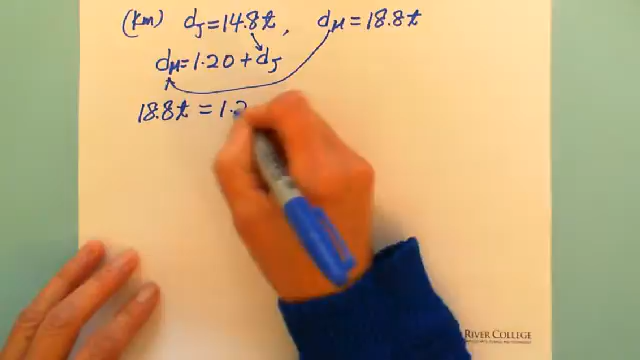 (km) dJ=14.8t, dM=18.8t
dM=1.20+dJ
18.8t=1.2
RIVER COLLEGE